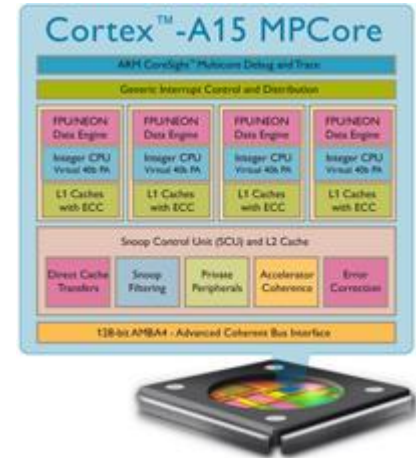 Cortex™-A15 MPCore
ARM CoreSight™ Multicore Debug and Trace
Generic Interrupt Control and Distribution
FPU/NEON
Data Engine
Integer CPU
Virtual 40b PA
L1 Caches
with ECC
FPU/NEON
Data Engine
Integer CPU
Virtual 40b PA
L1 Caches
with ECC
FPU/NEON
Data Engine
Integer CPU
Virtual 40b PA
L1 Caches
with ECC
FPU/NEON
Data Engine
Integer CPU
Virtual 40b PA
L1 Caches
with ECC
Snoop Control Unit (SCU) and L2 Cache
Direct Cache
Transfers
Snoop
Filtering
Private
Peripherals
Accelerator
Coherence
Error
Correction
128-bit AMBA4 - Advanced Coherent Bus Interface